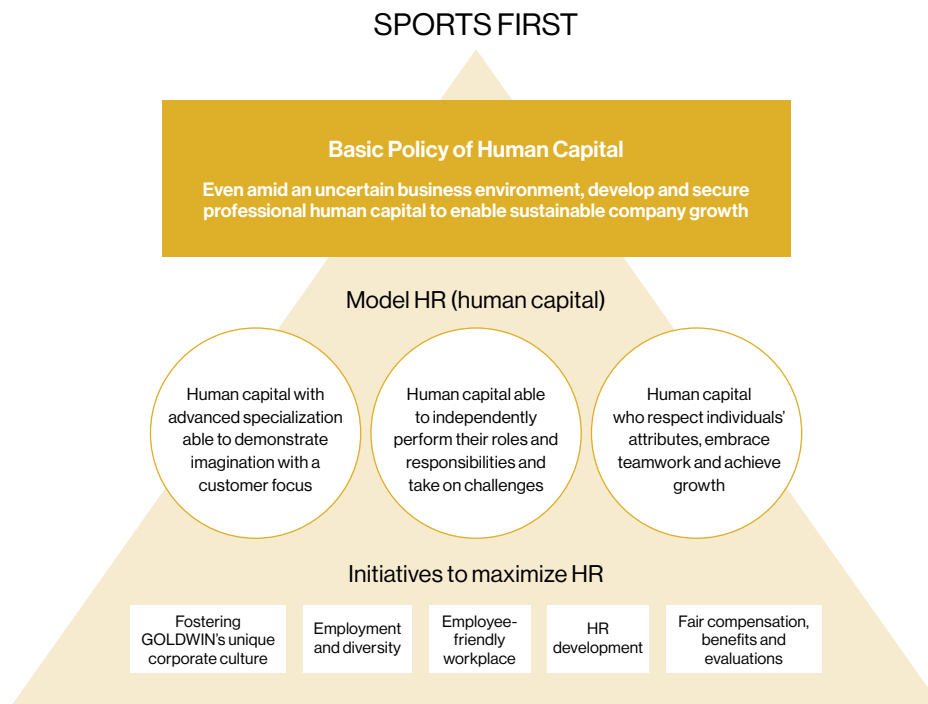 SPORTS FIRST
Basic Policy of Human Capital
Even amid an uncertain business environment, develop and secure
professional human capital to enable sustainable company growth
Model HR (human capital)
Human capital with
advanced specialization
able to demonstrate
imagination with a
customer focus
Human capital able
to independently
perform their roles and
responsibilities and
take on challenges
Human capital
who respect individuals'
attributes, embrace
teamwork and achieve
growth
Initiatives to maximize HR
Fostering
GOLDWIN's unique
corporate culture
Employment
and diversity
Employee-
friendly
workplace
HR
development
Fair compensation,
benefits and
evaluations